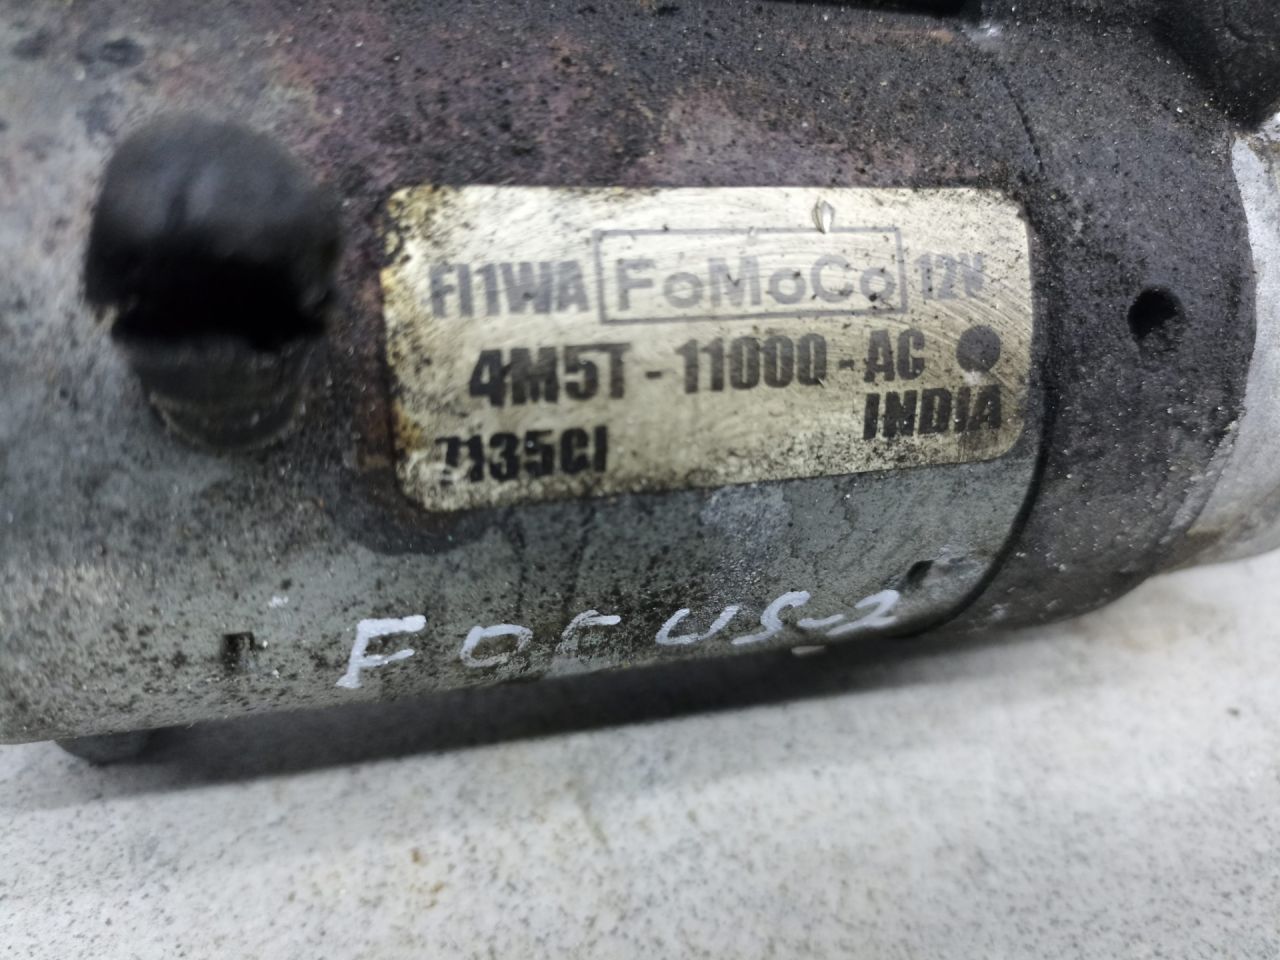 FI1WA FoMoCo 12V
4M5T-11000-AC
INDIA
7135CI
FOCUS-2